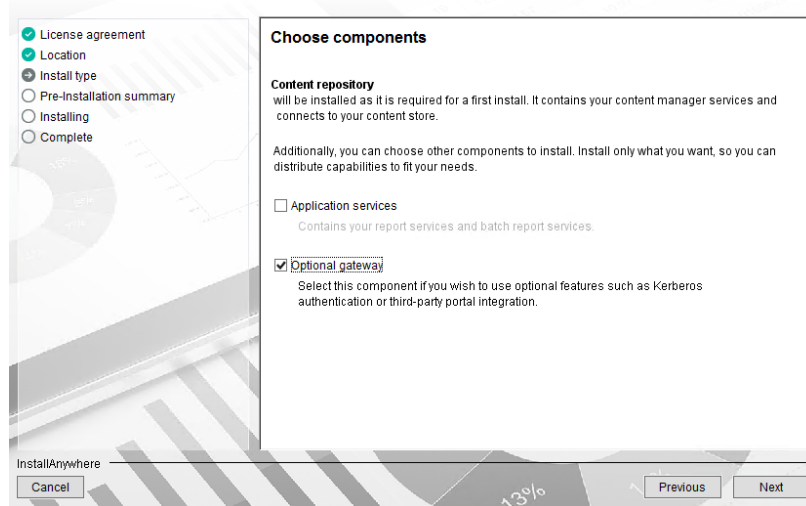 License agreement
Location
Install type
Pre-Installation summary
Installing
Complete
Choose components
Content repository
will be installed as it is required for a first install. It contains your content manager services and
connects to your content store.
Additionally, you can choose other components to install. Install only what you want, so you can
distribute capabilities to fit your needs.
Application services
Contains your report services and batch report services.
Optional gateway
Select this component if you wish to use optional features such as Kerberos
authentication or third-party portal integration.
InstallAnywhere
Cancel
13%
Previous
Next